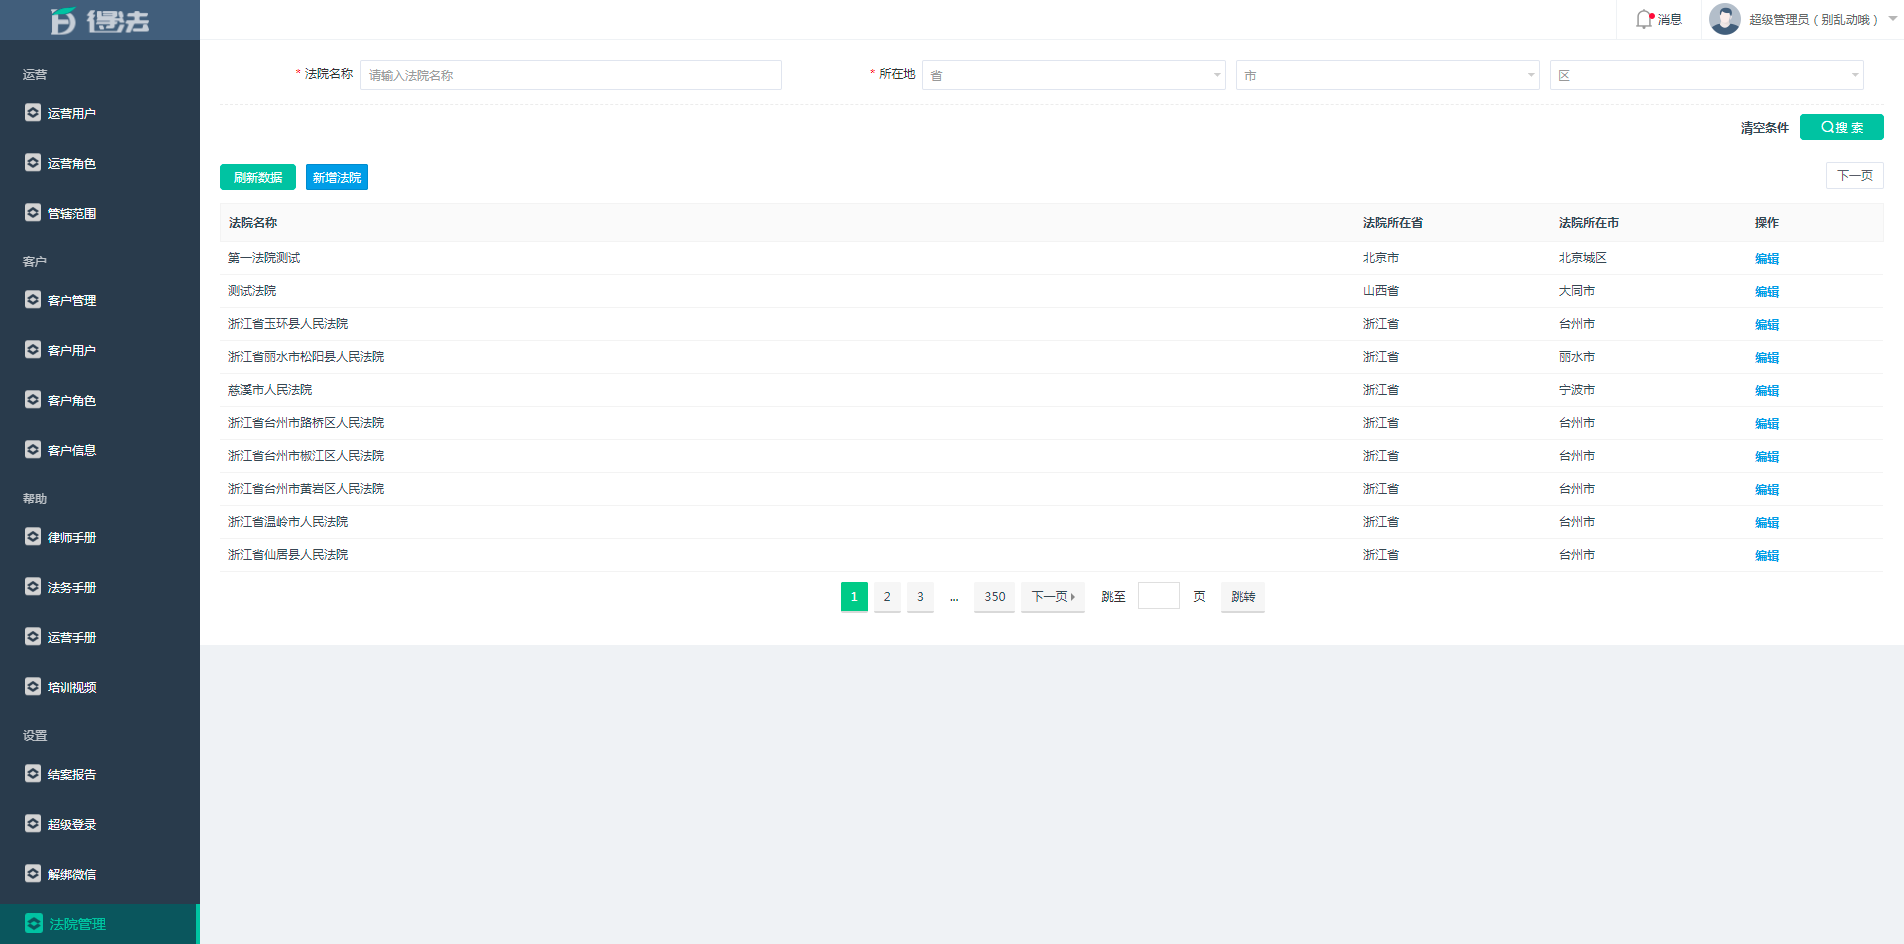 得法
消息
超级管理员（别乱动哦）
运营
运营用户
运营角色
管辖范围
客户
客户管理
客户用户
客户角色
客户信息
帮助
律师手册
法务手册
运营手册
培训视频
设置
结案报告
超级登录
解绑微信
法院管理
* 法院名称 请输入法院名称 * 所在地 省 市 区
清空条件 搜 索
刷新数据 新增法院 下一页
法院名称 法院所在省 法院所在市 操作
第一法院测试 北京市 北京城区 编辑
测试法院 山西省 大同市 编辑
浙江省玉环县人民法院 浙江省 台州市 编辑
浙江省丽水市松阳县人民法院 浙江省 丽水市 编辑
慈溪市人民法院 浙江省 宁波市 编辑
浙江省台州市路桥区人民法院 浙江省 台州市 编辑
浙江省台州市椒江区人民法院 浙江省 台州市 编辑
浙江省台州市黄岩区人民法院 浙江省 台州市 编辑
浙江省温岭市人民法院 浙江省 台州市 编辑
浙江省仙居县人民法院 浙江省 台州市 编辑
1 2 3 ... 350 下一页 跳至 页 跳转